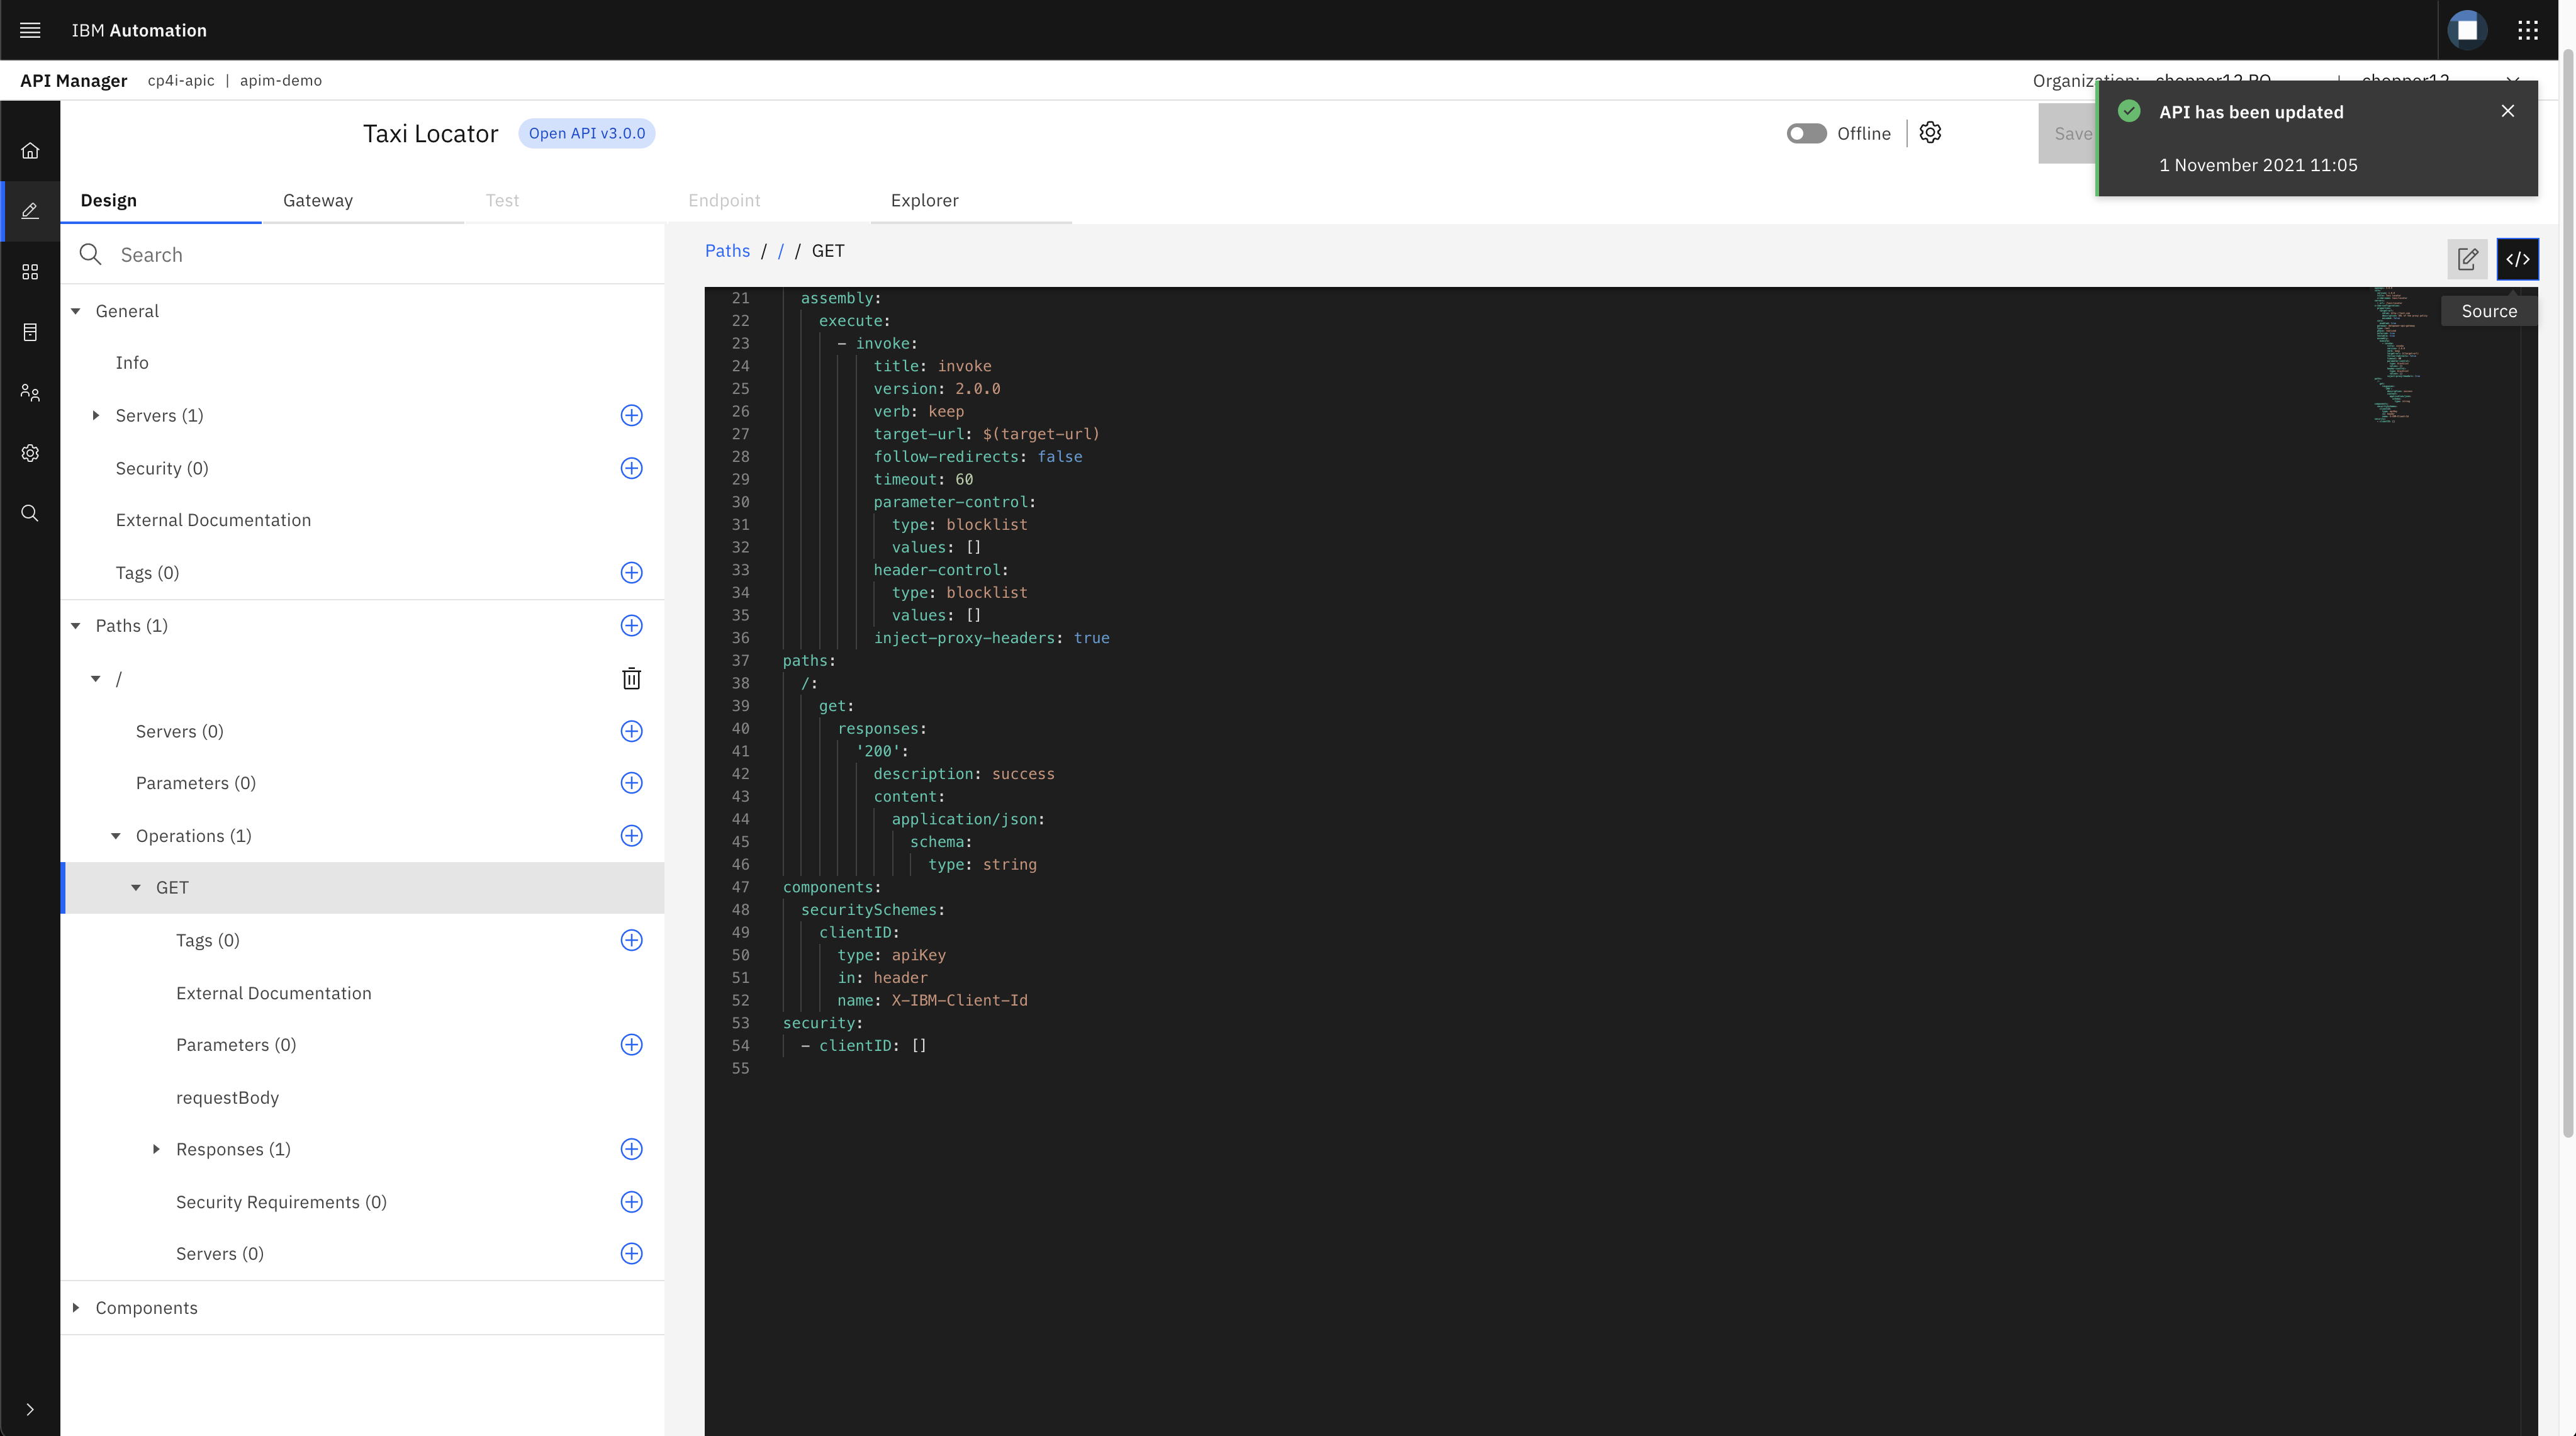 IBM Automation
API Manager cp4i-apic | apim-demo
Organization: chopper12 PO | chopper12
Taxi Locator Open API v3.0.0
Offline
Save
API has been updated
1 November 2021 11:05
Design Gateway Test Endpoint Explorer
Search
General
Info
Servers (1)
Security (0)
External Documentation
Tags (0)
Paths (1)
/
Servers (0)
Parameters (0)
Operations (1)
GET
Tags (0)
External Documentation
Parameters (0)
requestBody
Responses (1)
Security Requirements (0)
Servers (0)
Components
Paths / / / GET
</>
Source
21 assembly:
22 execute:
23 - invoke:
24 title: invoke
25 version: 2.0.0
26 verb: keep
27 target-url: $(target-url)
28 follow-redirects: false
29 timeout: 60
30 parameter-control:
31 type: blocklist
32 values: []
33 header-control:
34 type: blocklist
35 values: []
36 inject-proxy-headers: true
37 paths:
38 /:
39 get:
40 responses:
41 '200':
42 description: success
43 content:
44 application/json:
45 schema:
46 type: string
47 components:
48 securitySchemes:
49 clientID:
50 type: apiKey
51 in: header
52 name: X-IBM-Client-Id
53 security:
54 - clientID: []
55